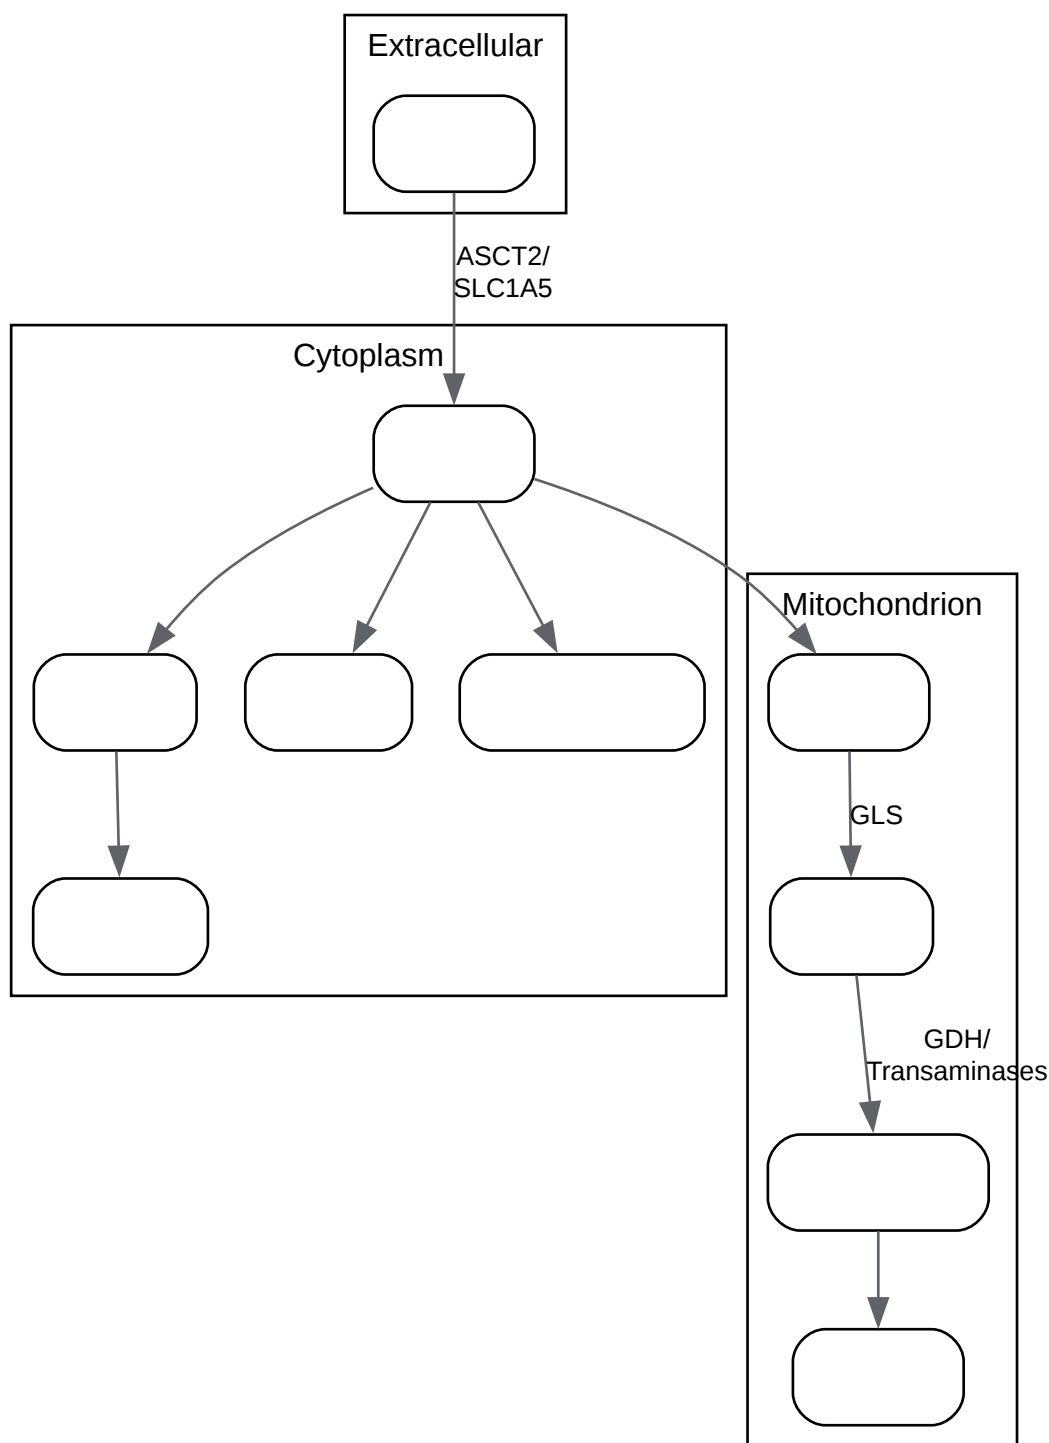 Extracellular
ASCT2/
SLC1A5
Cytoplasm
Mitochondrion
GLS
GDH/
Transaminases